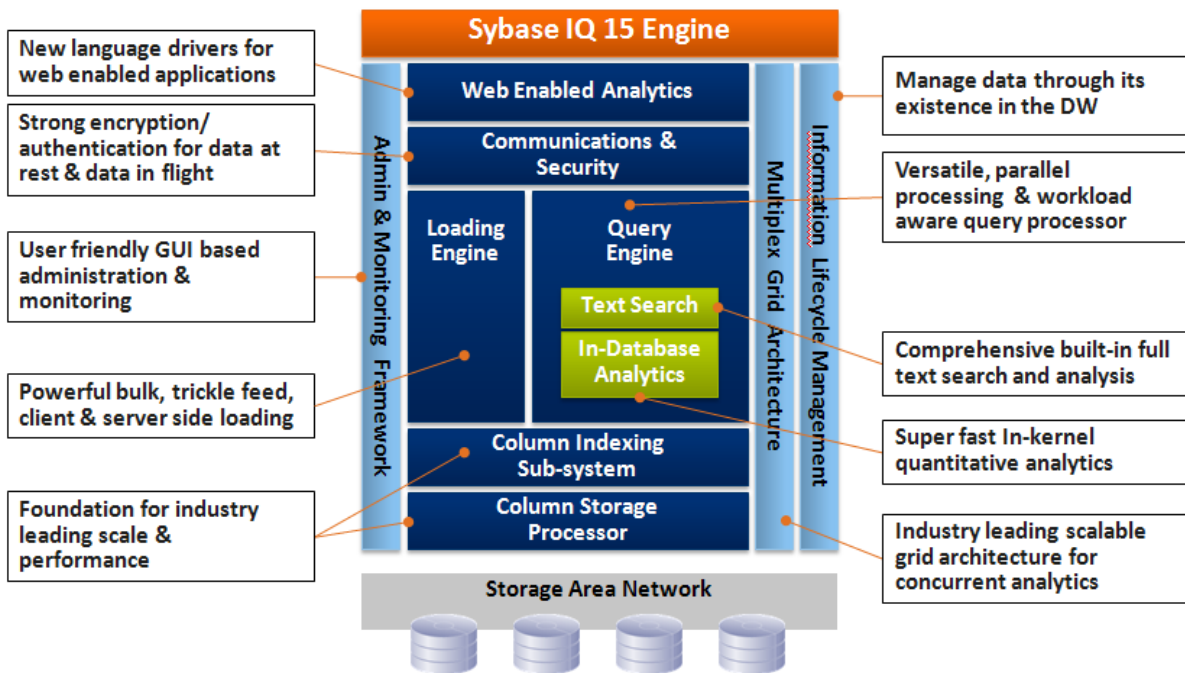 Sybase IQ 15 Engine
New language drivers for
web enabled applications
Strong encryption/
authentication for data at
rest & data in flight
User friendly GUI based
administration &
monitoring
Powerful bulk, trickle feed,
client & server side loading
Foundation for industry
leading scale &
performance
Admin & Monitoring Framework
Web Enabled Analytics
Communications &
Security
Loading
Engine
Query
Engine
Text Search
In-Database
Analytics
Column Indexing
Sub-system
Column Storage
Processor
Multiplex Grid Architecture
Information Lifecycle Management
Manage data through its
existence in the DW
Versatile, parallel
processing & workload
aware query processor
Comprehensive built-in full
text search and analysis
Super fast In-kernel
quantitative analytics
Industry leading scalable
grid architecture for
concurrent analytics
Storage Area Network